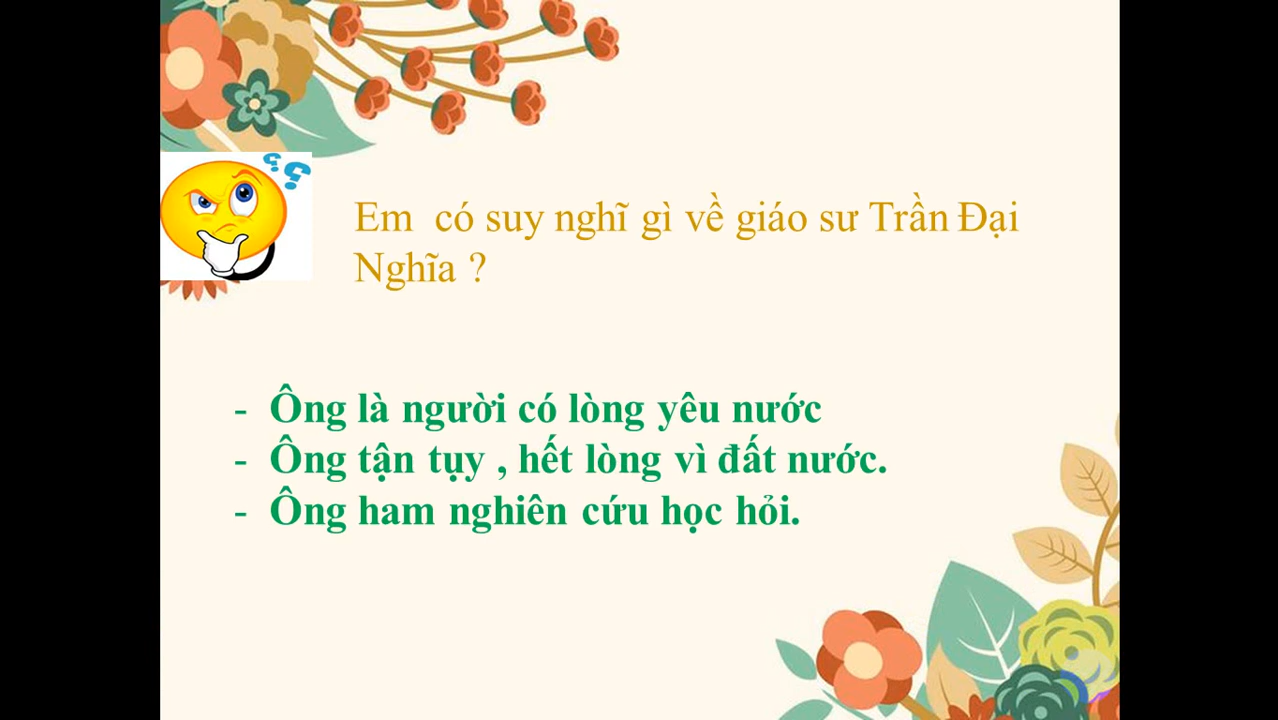 Em có suy nghĩ gì về giáo sư Trần Đại
Nghĩa ?
- Ông là người có lòng yêu nước
- Ông tận tụy , hết lòng vì đất nước.
- Ông ham nghiên cứu học hỏi.